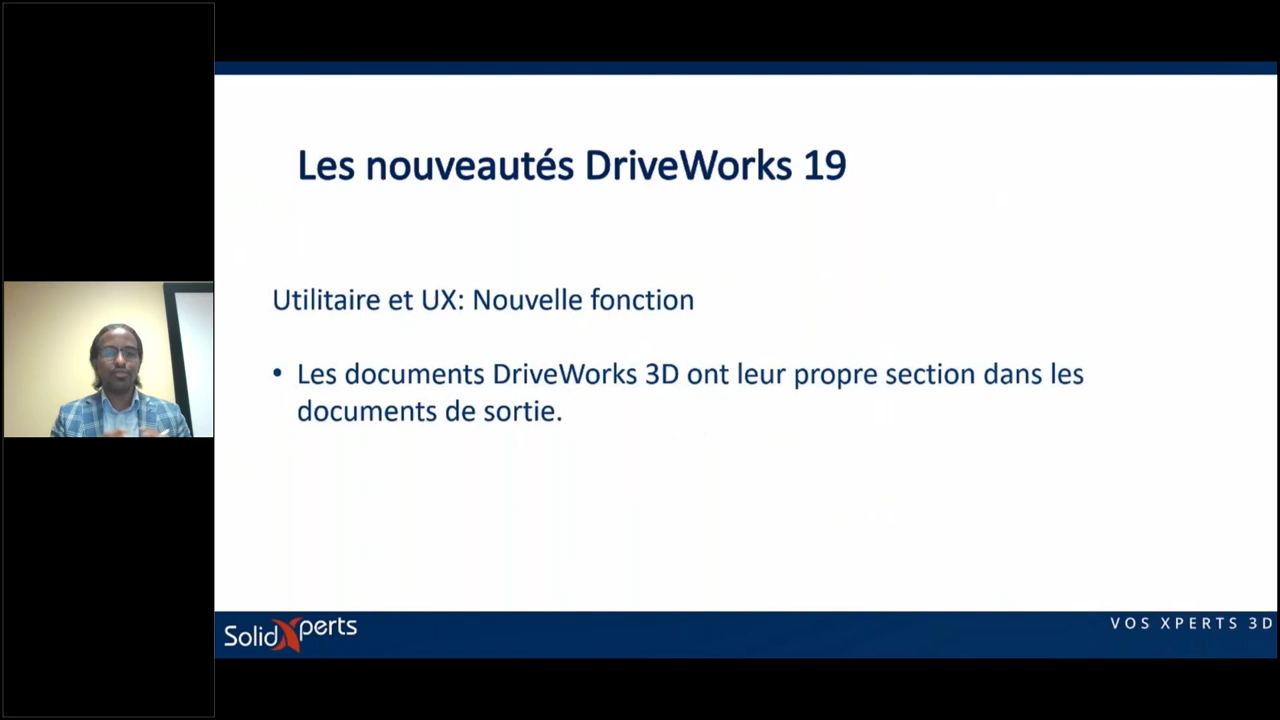 Les nouveautés DriveWorks 19
Utilitaire et UX: Nouvelle fonction
• Les documents DriveWorks 3D ont leur propre section dans les
documents de sortie.
SolidXperts
VOS XPERTS 3D